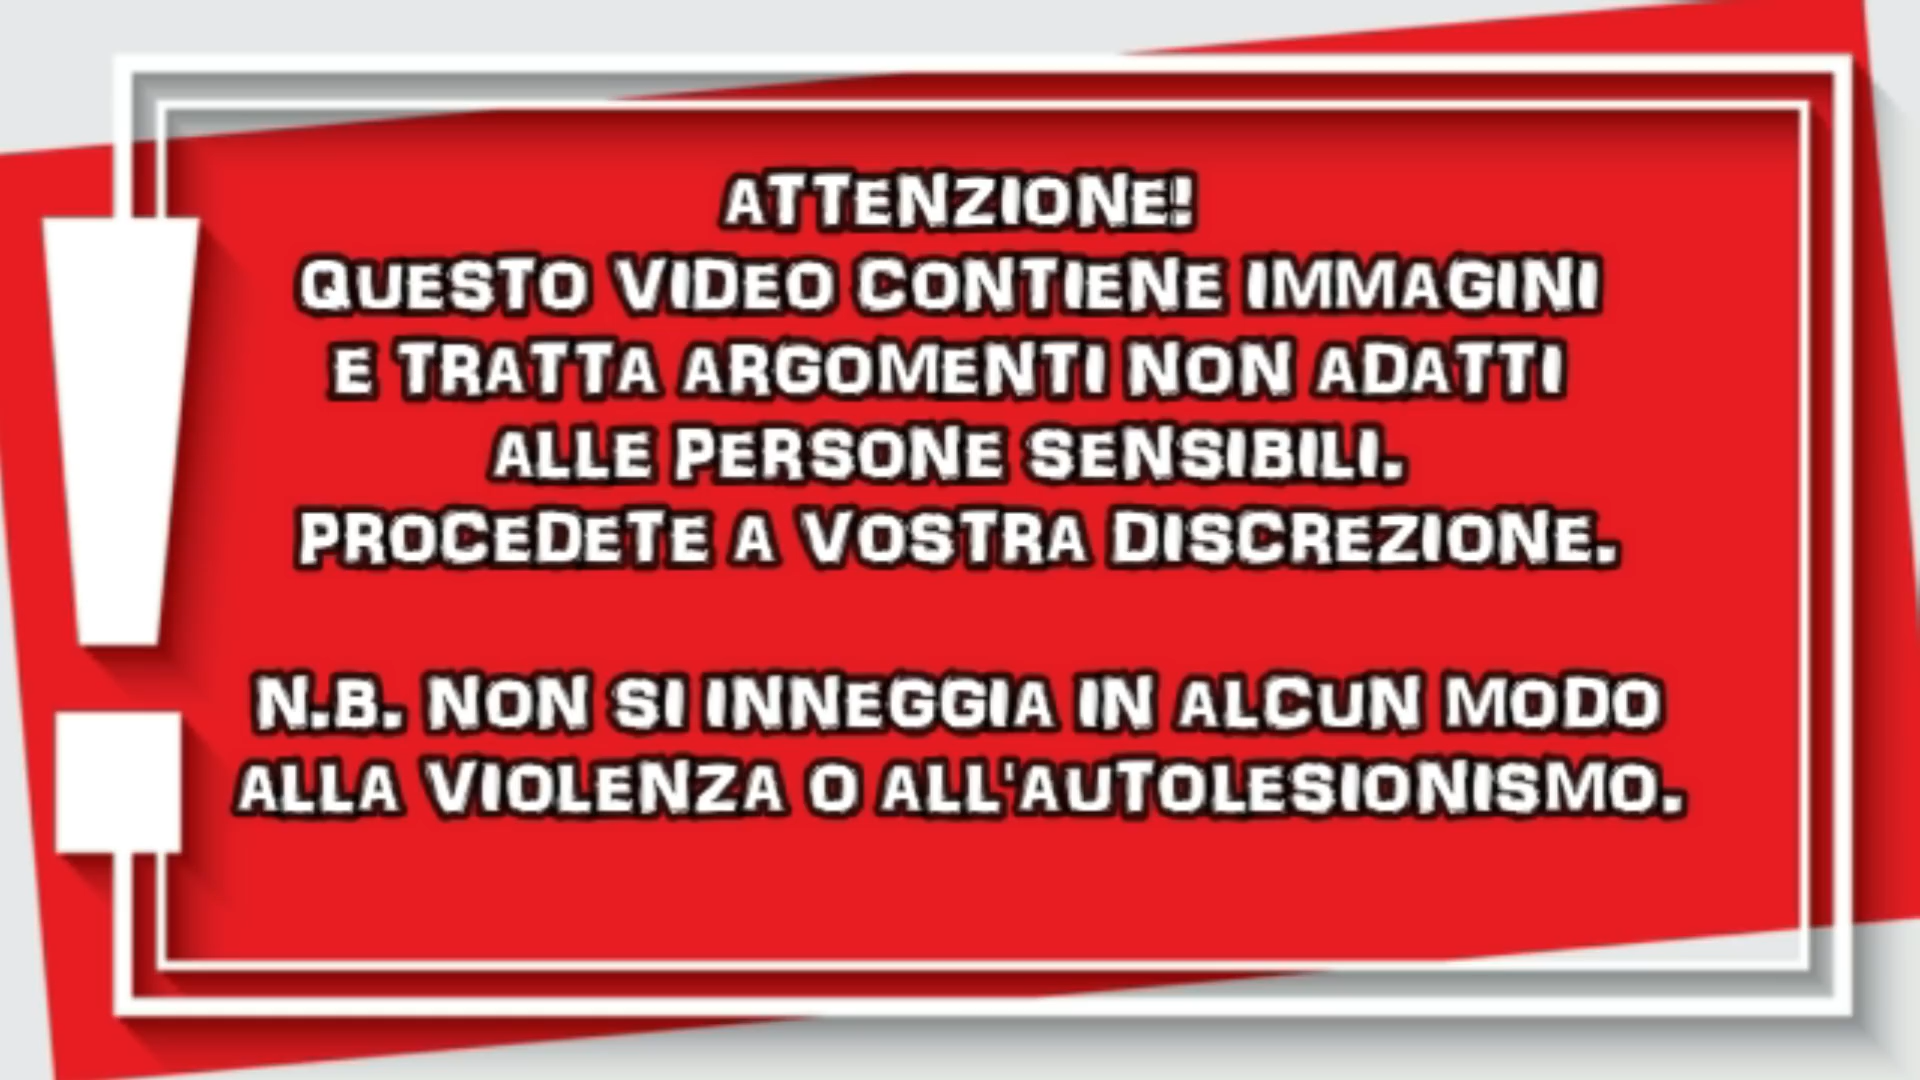 ATTENZIONE!
QUESTO VIDEO CONTIENE IMMAGINI
E TRATTA ARGOMENTI NON ADATTI
ALLE PERSONE SENSIBILI.
PROCEDETE A VOSTRA DISCREZIONE.
N.B. NON SI INNEGGIA IN ALCUN MODO
ALLA VIOLENZA O ALL'AUTOLESIONISMO.